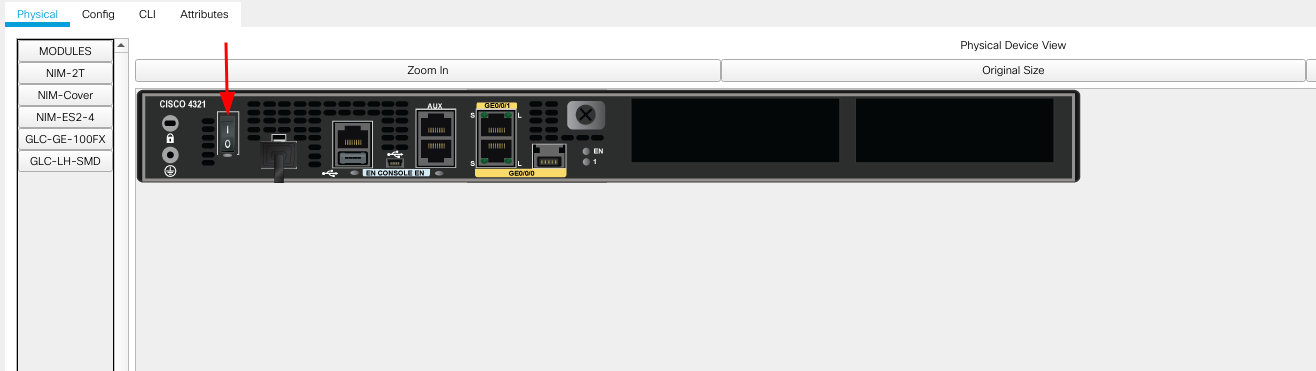 Physical Config CLI Attributes
MODULES
NIM-2T
NIM-Cover
NIM-ES2-4
GLC-GE-100FX
GLC-LH-SMD
Physical Device View
Zoom In Original Size
CISCO 4321
I
0
AUX
GE0/0/1
S L
S L
EN
1
EN CONSOLE EN
GE0/0/0